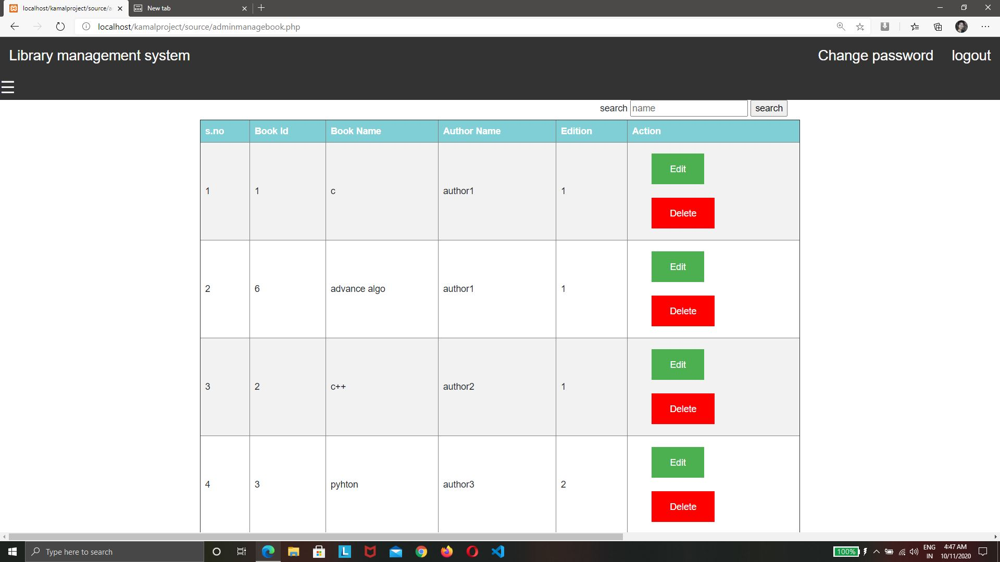 localhost/kamalproject/source/a
New tab
localhost/kamalproject/source/adminmanagebook.php
Library management system
Change password
logout
search name search
s.no Book Id Book Name Author Name Edition Action
Edit
1 1 c author1 1
Delete
Edit
2 6 advance algo author1 1
Delete
Edit
3 2 c++ author2 1
Delete
Edit
4 3 pyhton author3 2
Delete
Type here to search
L
100%
ENG
IN
4:47 AM
10/11/2020